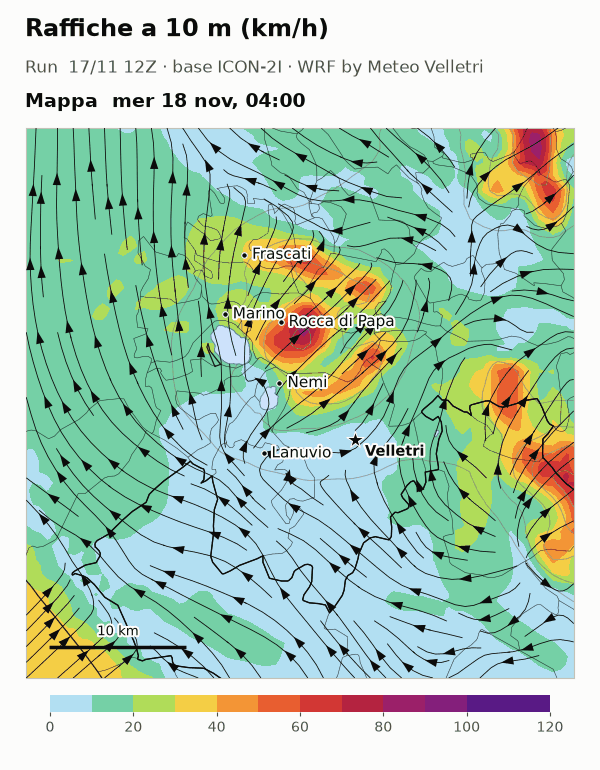 Raffiche a 10 m (km/h)
Run  17/11 12Z · base ICON-2I · WRF by Meteo Velletri
Mappa  mer 18 nov, 04:00
Frascati
Marino
Rocca di Papa
Nemi
Lanuvio
Velletri
10 km
0 20 40 60 80 100 120